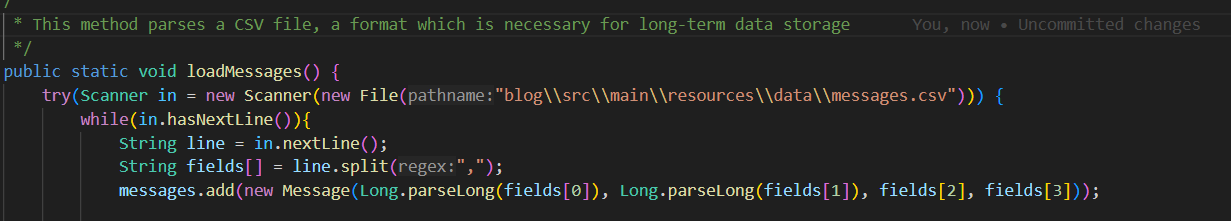 /
* This method parses a CSV file, a format which is necessary for long-term data storage You, now • Uncommitted changes
*/
public static void loadMessages() {
try(Scanner in = new Scanner(new File(pathname:"blog\\src\\main\\resources\\data\\messages.csv"))) {
while(in.hasNextLine()){
String line = in.nextLine();
String fields[] = line.split(regex:",");
messages.add(new Message(Long.parseLong(fields[0]), Long.parseLong(fields[1]), fields[2], fields[3]));